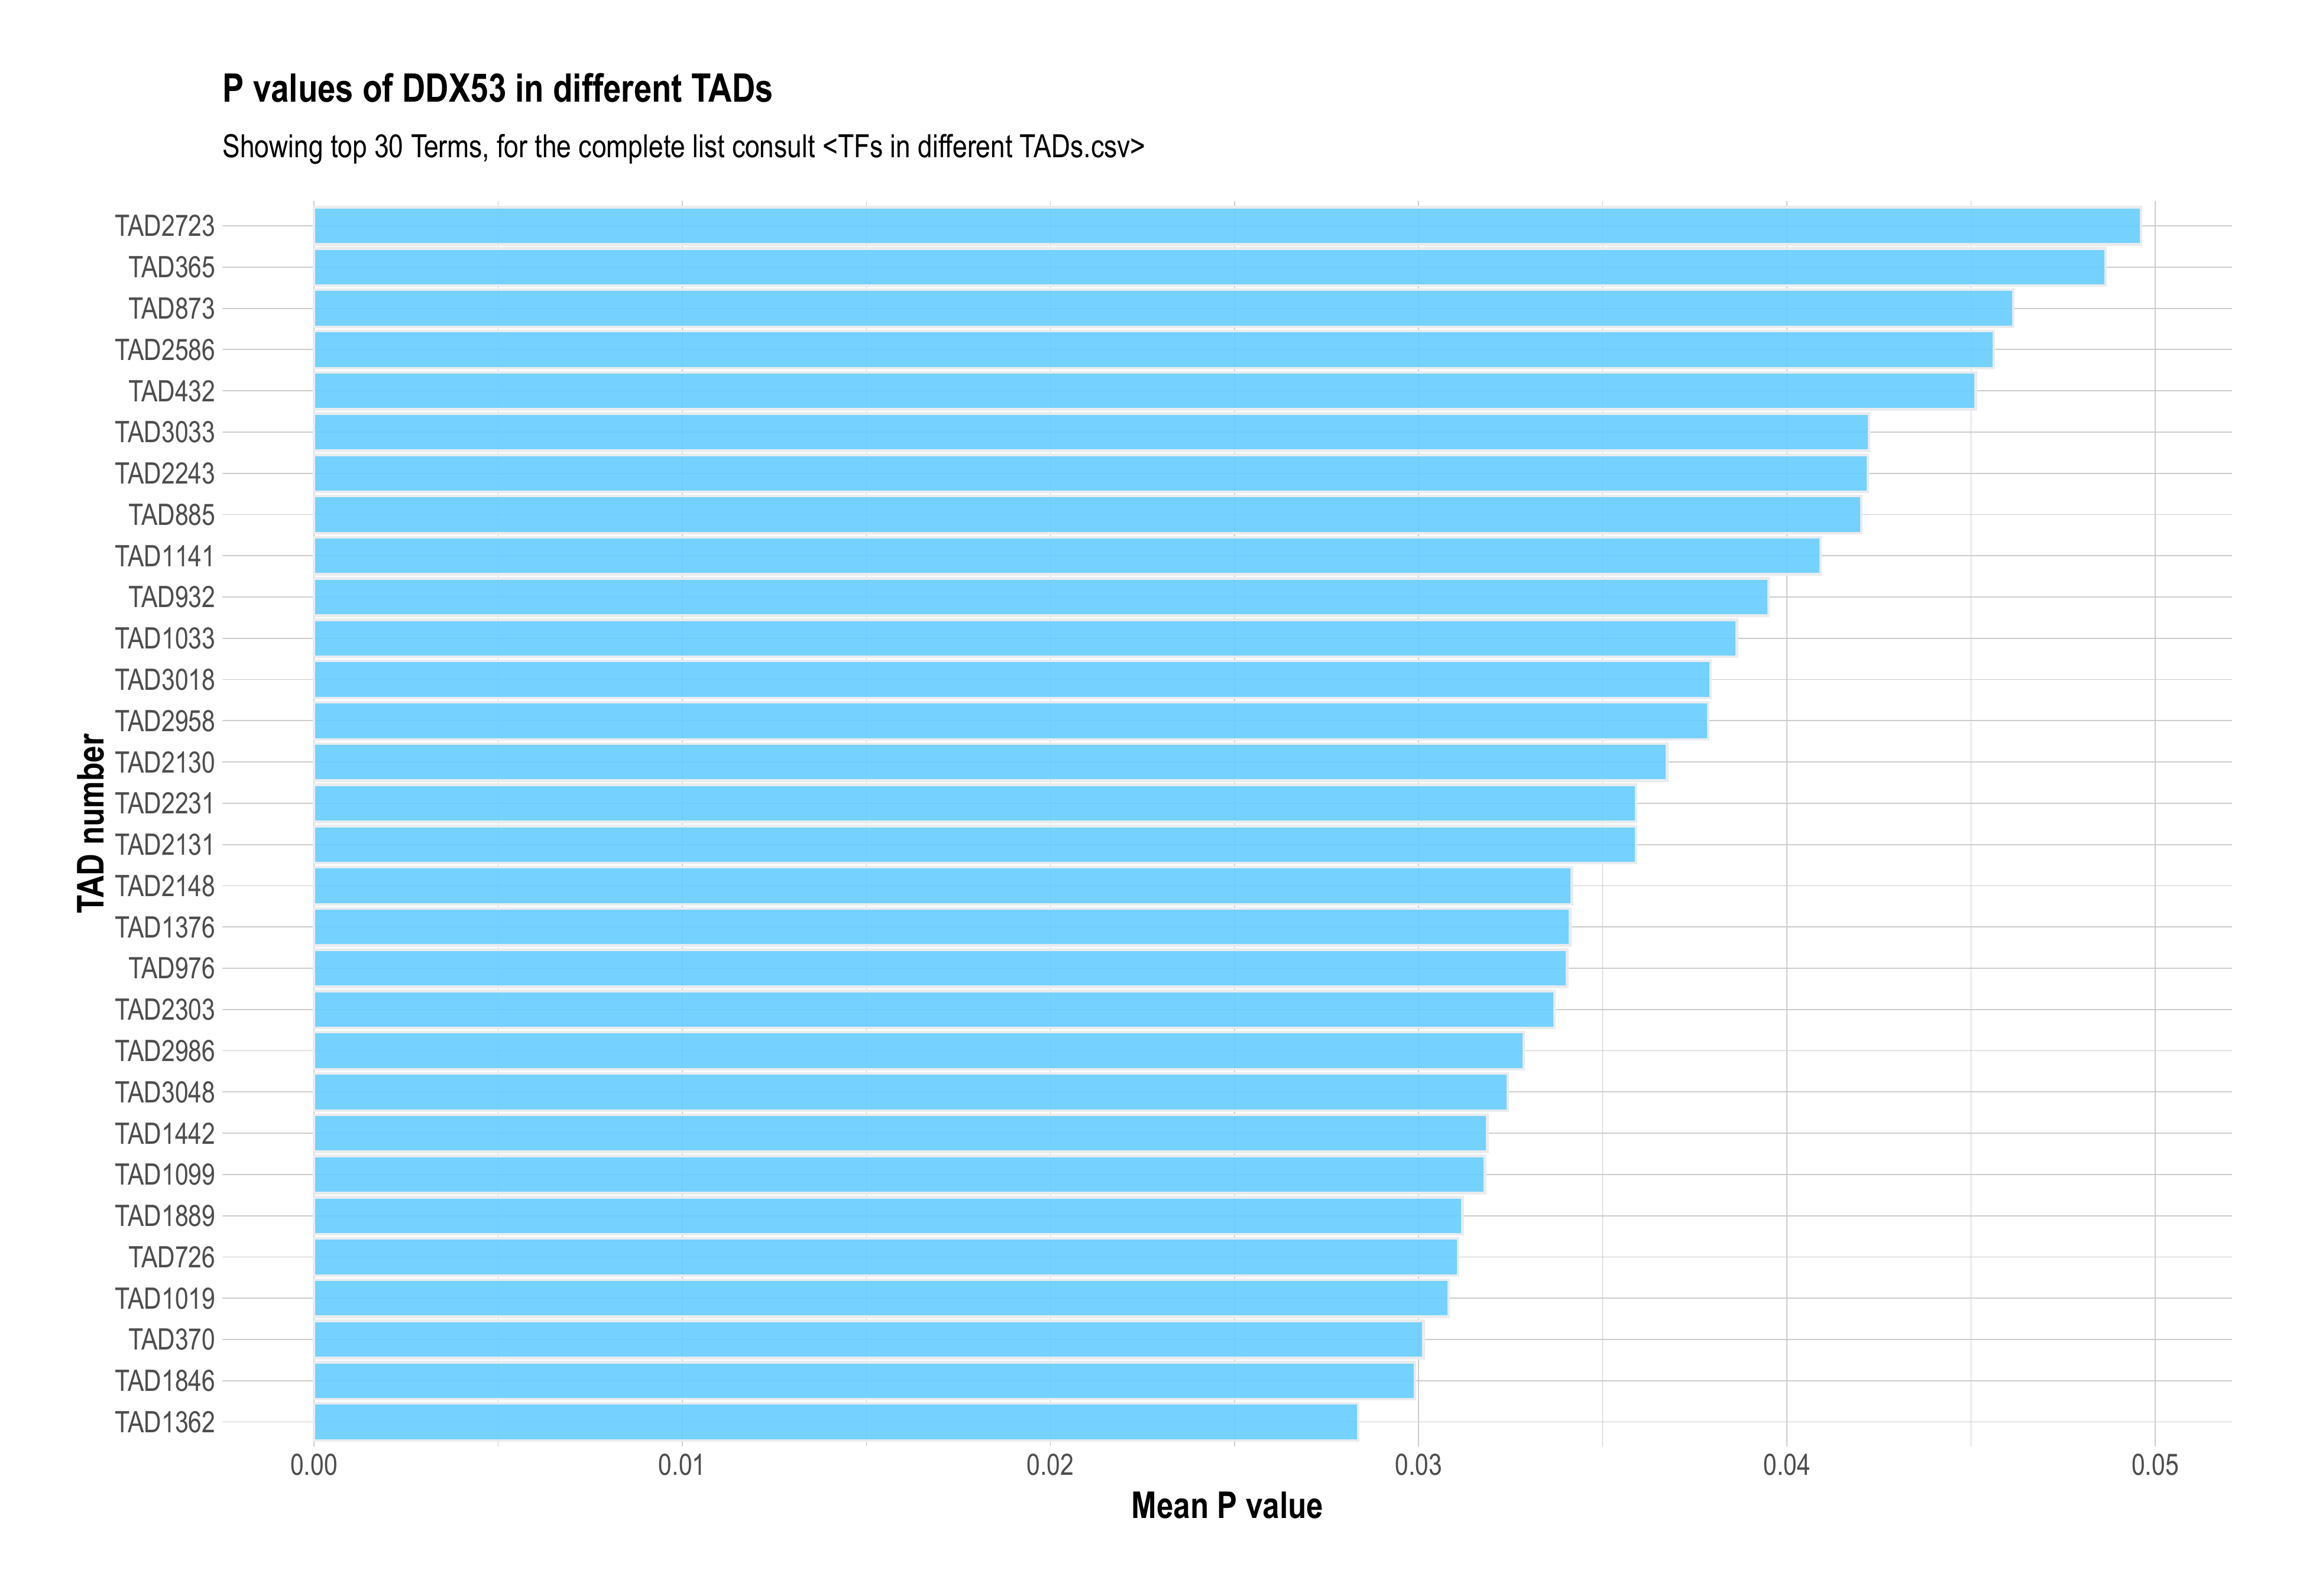 P values of DDX53 in different TADs
Showing top 30 Terms, for the complete list consult <TFs in different TADs.csv>
TAD number
TAD2723
TAD365
TAD873
TAD2586
TAD432
TAD3033
TAD2243
TAD885
TAD1141
TAD932
TAD1033
TAD3018
TAD2958
TAD2130
TAD2231
TAD2131
TAD2148
TAD1376
TAD976
TAD2303
TAD2986
TAD3048
TAD1442
TAD1099
TAD1889
TAD726
TAD1019
TAD370
TAD1846
TAD1362
0.00 0.01 0.02 0.03 0.04 0.05
Mean P value